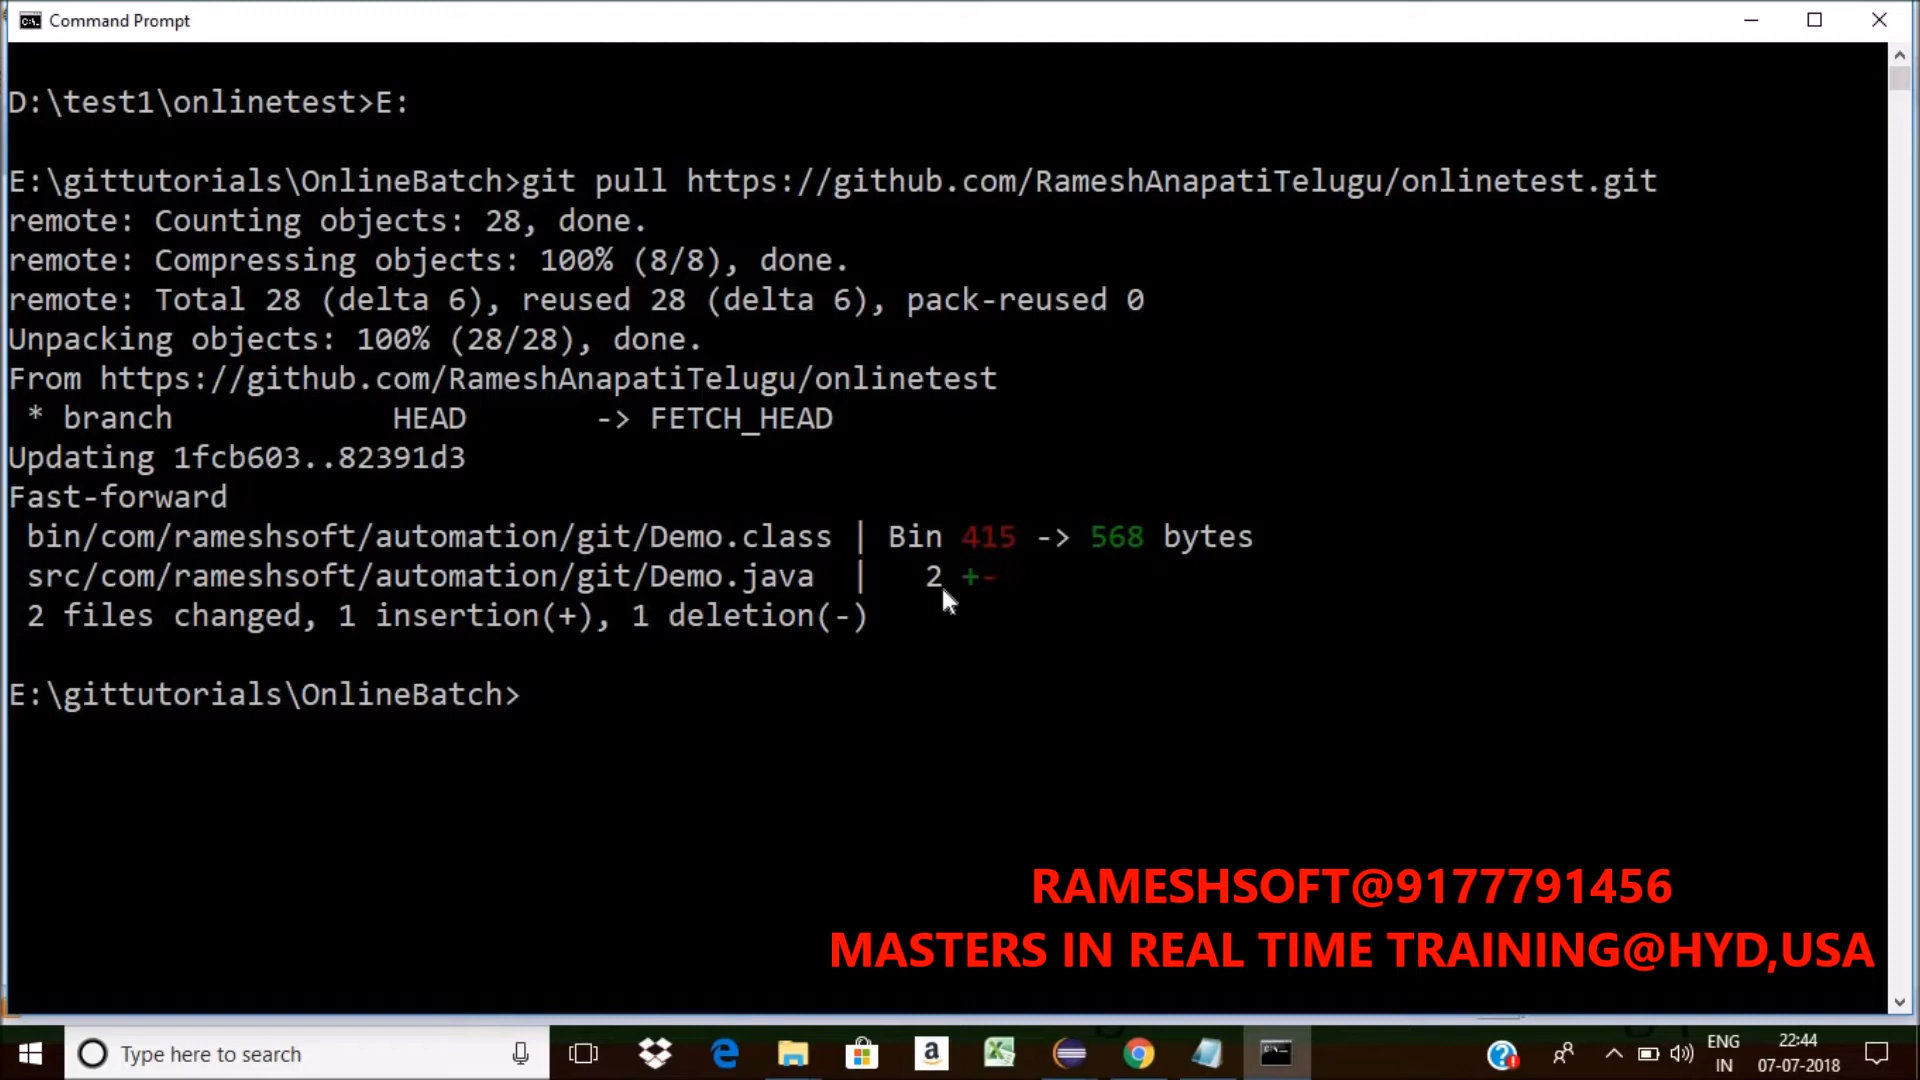 Command Prompt
D:\test1\onlinetest>E:
E:\gittutorials\OnlineBatch>git pull https://github.com/RameshAnapatiTelugu/onlinetest.git
remote: Counting objects: 28, done.
remote: Compressing objects: 100% (8/8), done.
remote: Total 28 (delta 6), reused 28 (delta 6), pack-reused 0
Unpacking objects: 100% (28/28), done.
From https://github.com/RameshAnapatiTelugu/onlinetest
* branch HEAD -> FETCH_HEAD
Updating 1fcb603..82391d3
Fast-forward
bin/com/rameshsoft/automation/git/Demo.class | Bin 415 -> 568 bytes
src/com/rameshsoft/automation/git/Demo.java | 2 +-
2 files changed, 1 insertion(+), 1 deletion(-)
E:\gittutorials\OnlineBatch>
RAMESHSOFT@9177791456
MASTERS IN REAL TIME TRAINING@HYD,USA
Type here to search
ENG
IN
22:44
07-07-2018